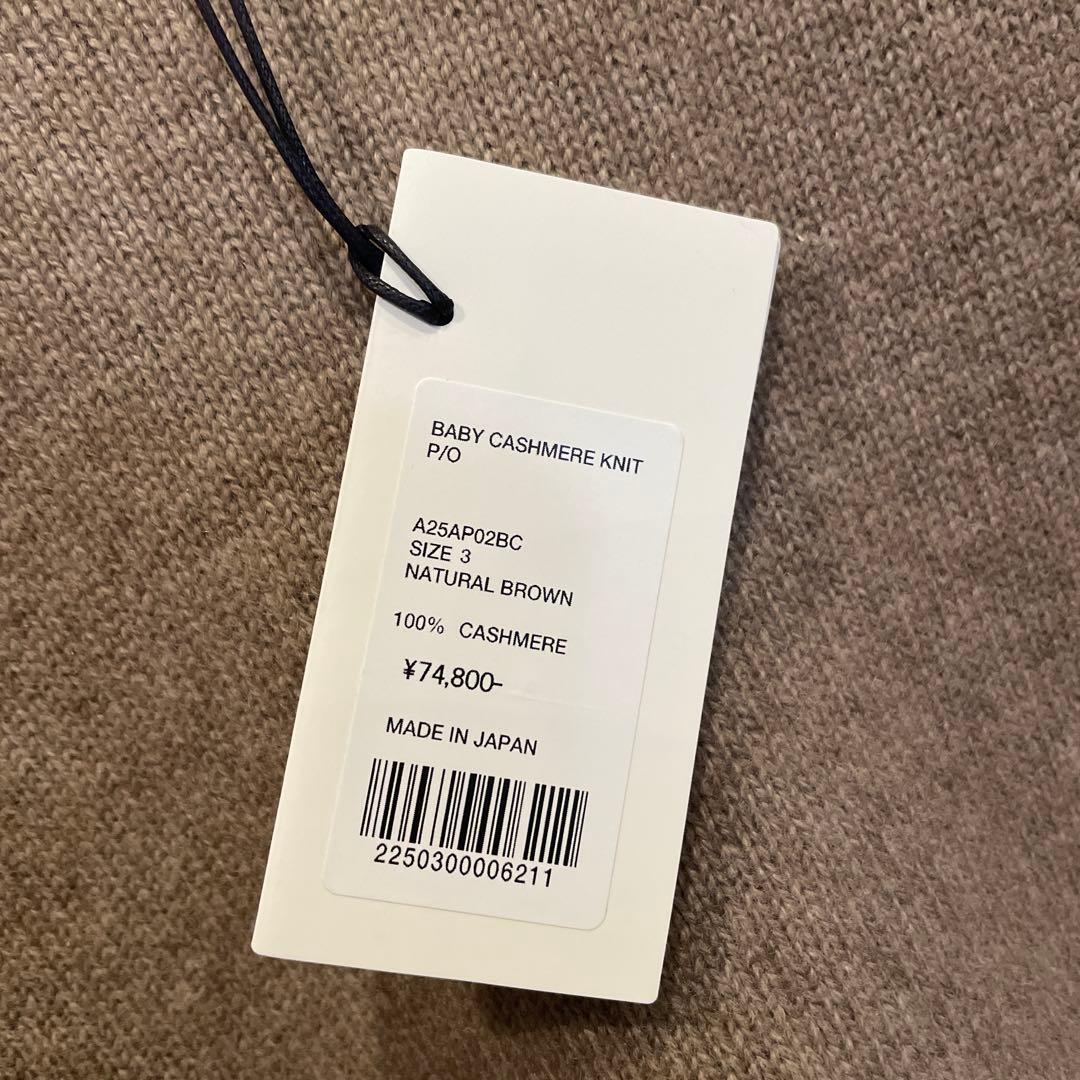 BABY CASHMERE KNIT
P/O
A25AP02BC
SIZE 3
NATURAL BROWN
100% CASHMERE
¥74,800-
MADE IN JAPAN
2250300006211